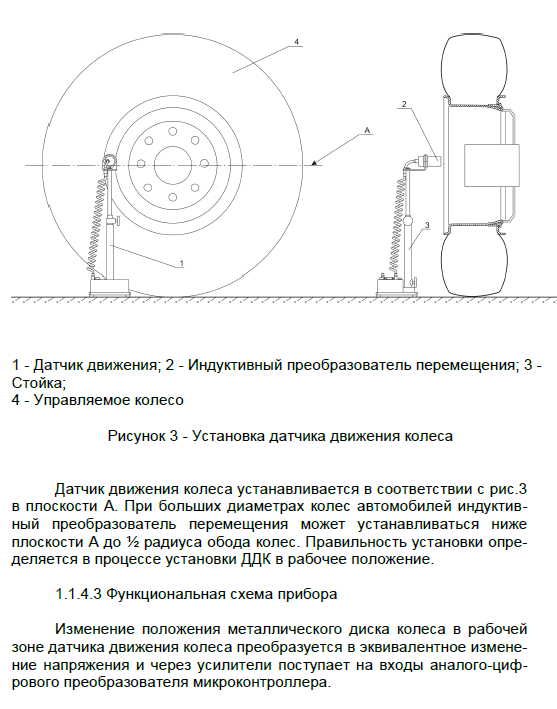 4
А
2
3
1
1 - Датчик движения; 2 - Индуктивный преобразователь перемещения; 3 -
Стойка;
4 - Управляемое колесо
Рисунок 3 - Установка датчика движения колеса
Датчик движения колеса устанавливается в соответствии с рис.3
в плоскости А. При больших диаметрах колес автомобилей индуктив-
ный преобразователь перемещения может устанавливаться ниже
плоскости А до ½ радиуса обода колес. Правильность установки опре-
деляется в процессе установки ДДК в рабочее положение.
1.1.4.3 Функциональная схема прибора
Изменение положения металлического диска колеса в рабочей
зоне датчика движения колеса преобразуется в эквивалентное измене-
ние напряжения и через усилители поступает на входы аналого-циф-
рового преобразователя микроконтроллера.